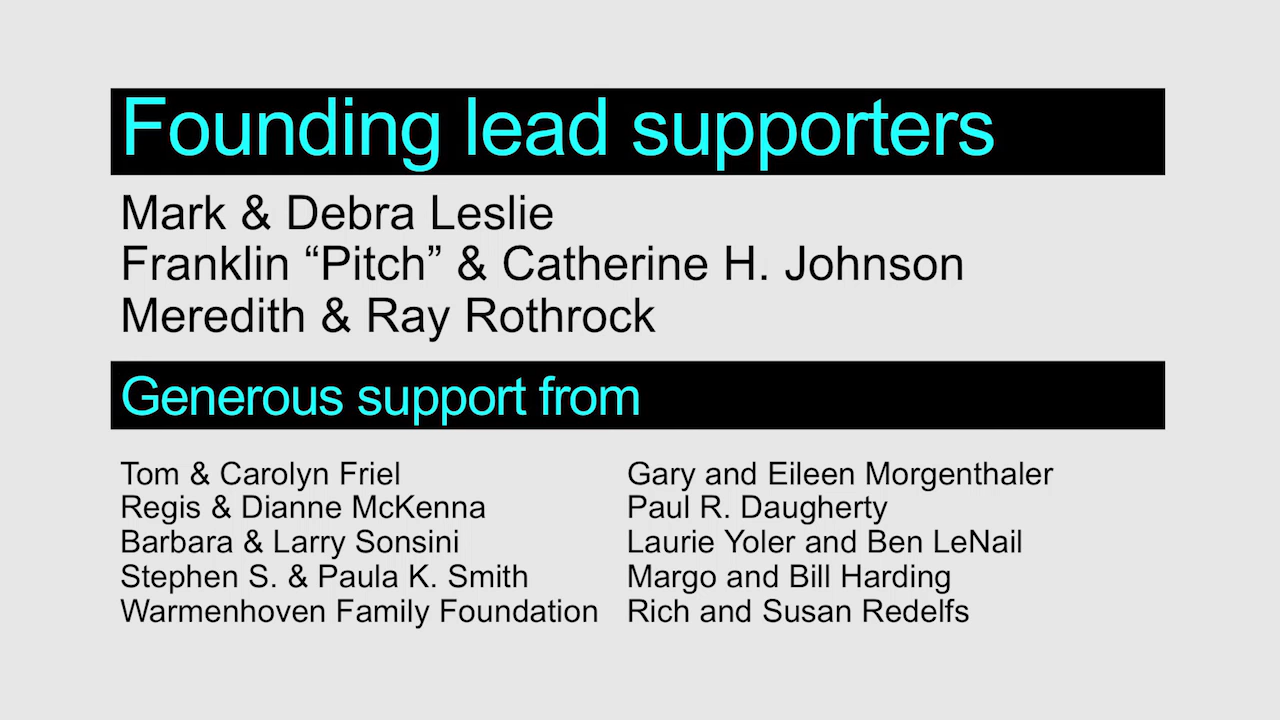 Founding lead supporters
Mark & Debra Leslie
Franklin “Pitch” & Catherine H. Johnson
Meredith & Ray Rothrock
Generous support from
Tom & Carolyn Friel
Regis & Dianne McKenna
Barbara & Larry Sonsini
Stephen S. & Paula K. Smith
Warmenhoven Family Foundation
Gary and Eileen Morgenthaler
Paul R. Daugherty
Laurie Yoler and Ben LeNail
Margo and Bill Harding
Rich and Susan Redelfs